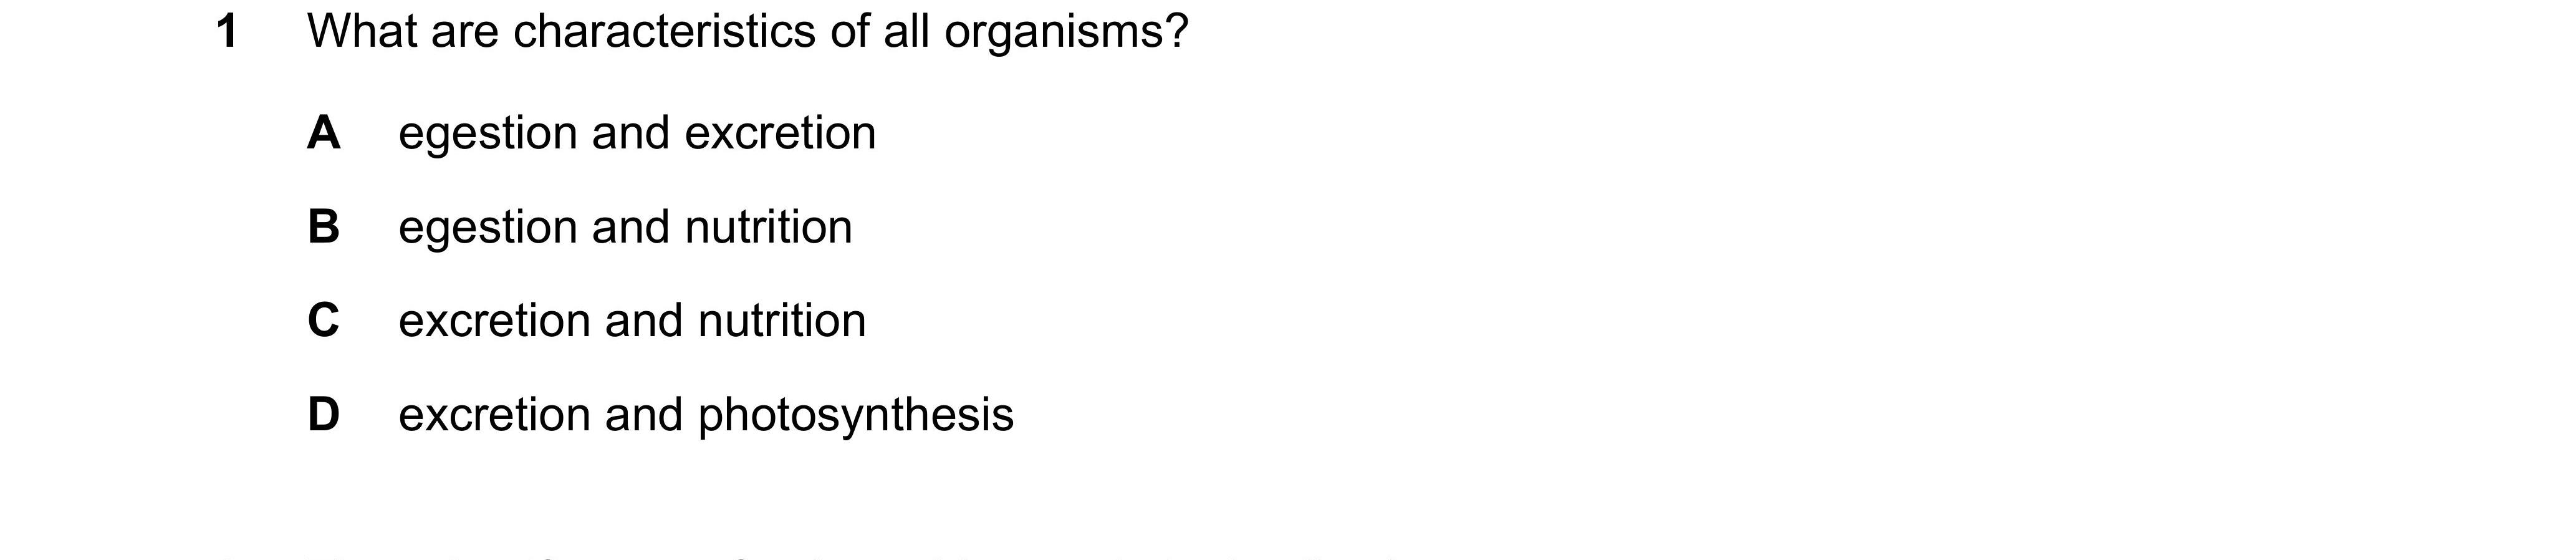 1 What are characteristics of all organisms?
A egestion and excretion
B egestion and nutrition
C excretion and nutrition
D excretion and photosynthesis